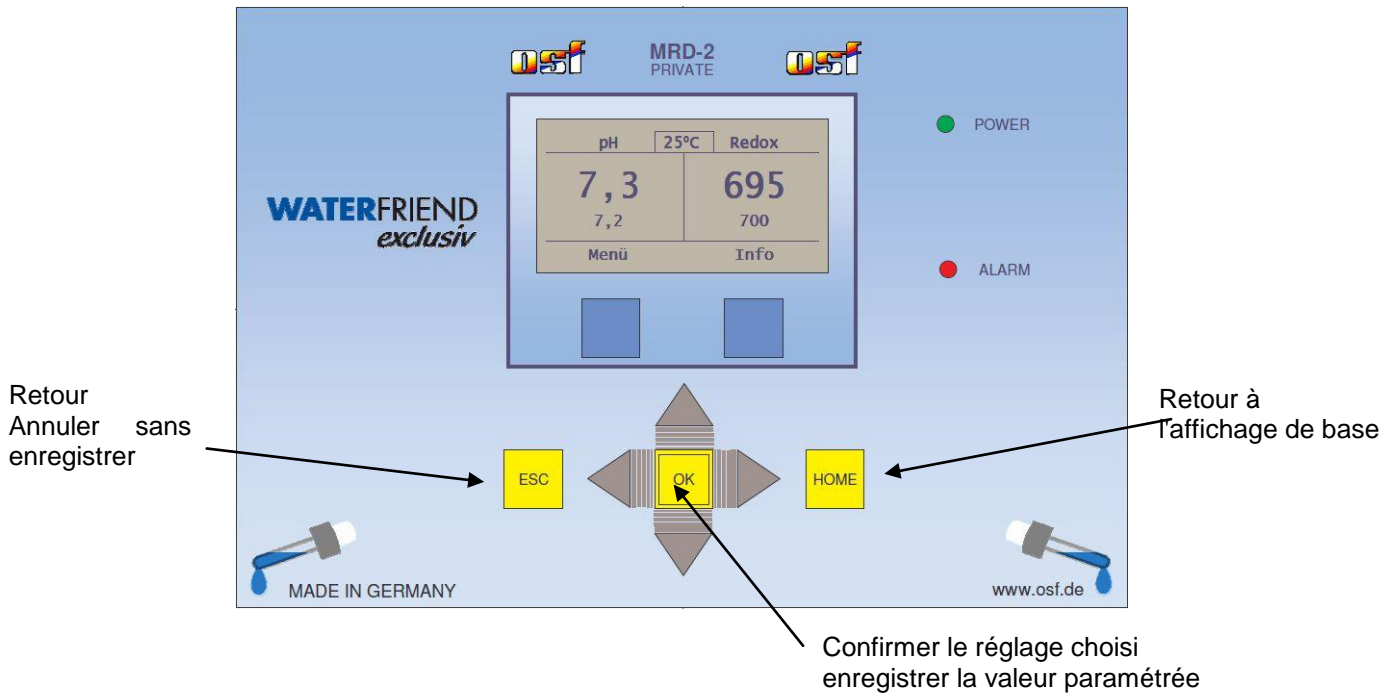 osf MRD-2 osf
PRIVATE
POWER
pH 25°C Redox
7,3 695
7,2 700
Menü Info
WATERFRIEND
exclusiv
ALARM
Retour
Annuler sans
enregistrer
Retour à
l'affichage de base
ESC OK HOME
MADE IN GERMANY
www.osf.de
Confirmer le réglage choisi
enregistrer la valeur paramétrée